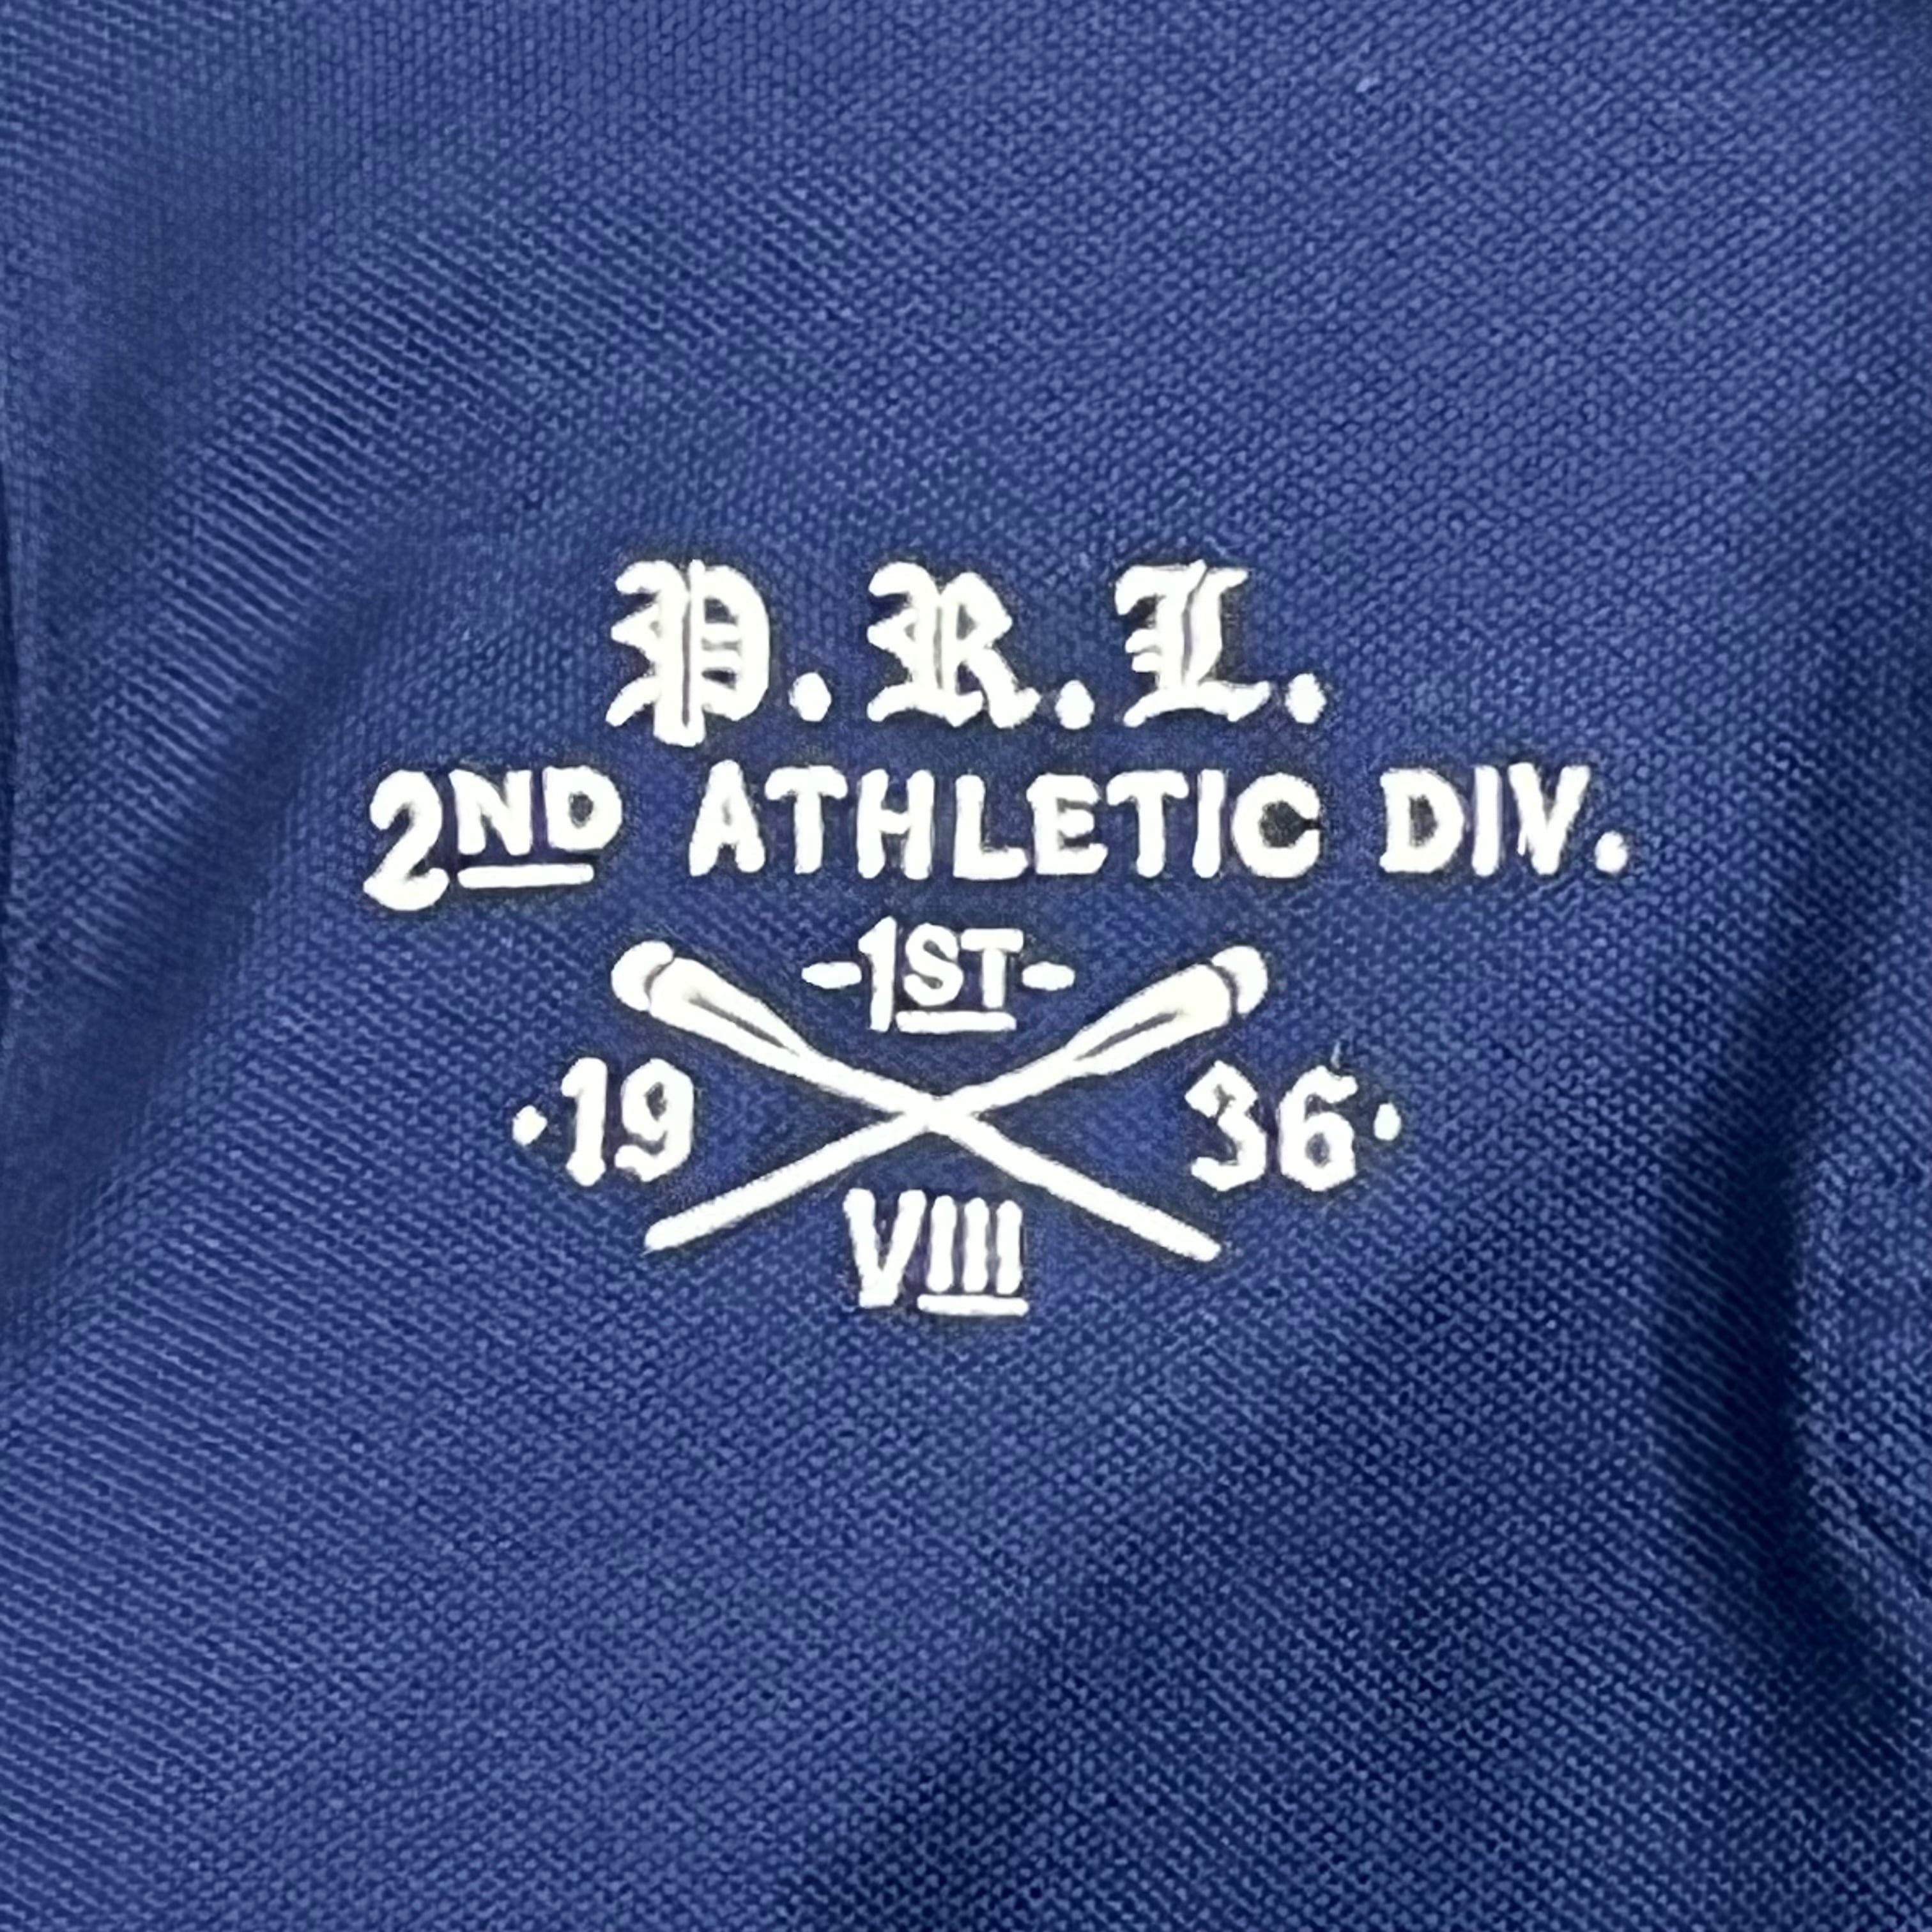 P.R.L.
2ND ATHLETIC DIV.
-1ST-
·19 36·
VIII